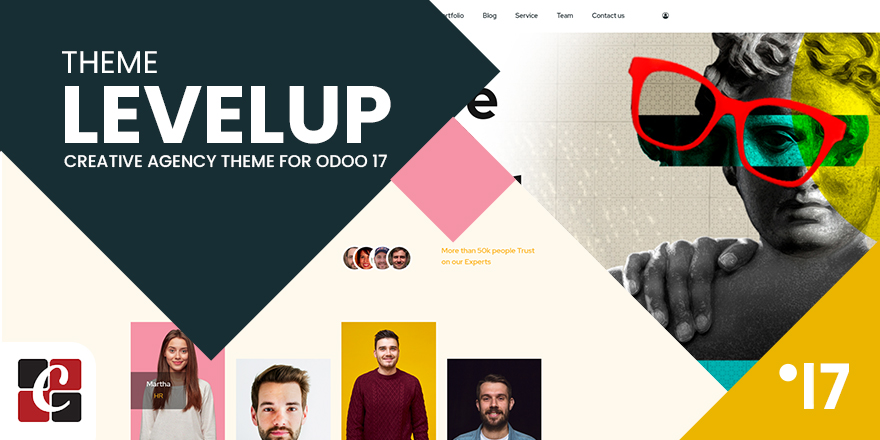 THEME
LEVELUP
CREATIVE AGENCY THEME FOR ODOO 17
Blog Service Team Contact us
More than 50k people Trust
on our Experts
Martha
HR
C
17